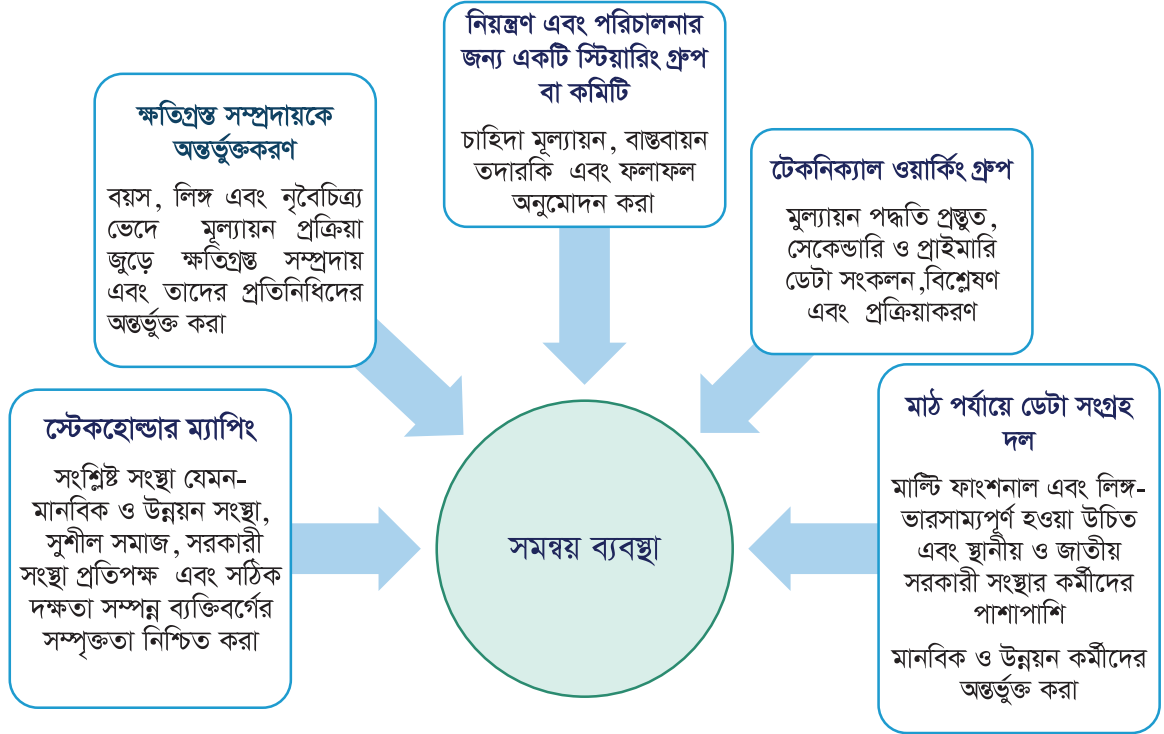 নিয়ন্ত্রণ এবং পরিচালনার
জন্য একটি স্টিয়ারিং গ্রুপ
বা কমিটি
চাহিদা মূল্যায়ন, বাস্তবায়ন
তদারকি এবং ফলাফল
অনুমোদন করা
ক্ষতিগ্রস্ত সম্প্রদায়কে
অন্তর্ভুক্তকরণ
বয়স, লিঙ্গ এবং নৃবৈচিত্র্য
ভেদে মূল্যায়ন প্রক্রিয়া
জুড়ে ক্ষতিগ্রস্ত সম্প্রদায়
এবং তাদের প্রতিনিধিদের
অন্তর্ভুক্ত করা
টেকনিক্যাল ওয়ার্কিং গ্রুপ
মুল্যায়ন পদ্ধতি প্রস্তুত,
সেকেন্ডারি ও প্রাইমারি
ডেটা সংকলন,বিশ্লেষণ
এবং প্রক্রিয়াকরণ
স্টেকহোল্ডার ম্যাপিং
সংশ্লিষ্ট সংস্থা যেমন-
মানবিক ও উন্নয়ন সংস্থা,
সুশীল সমাজ, সরকারী
সংস্থা প্রতিপক্ষ এবং সঠিক
দক্ষতা সম্পন্ন ব্যক্তিবর্গের
সম্পৃক্ততা নিশ্চিত করা
মাঠ পর্যায়ে ডেটা সংগ্রহ
দল
মাল্টি ফাংশনাল এবং লিঙ্গ-
ভারসাম্যপূর্ণ হওয়া উচিত
এবং স্থানীয় ও জাতীয়
সরকারী সংস্থার কর্মীদের
পাশাপাশি
মানবিক ও উন্নয়ন কর্মীদের
অন্তর্ভুক্ত করা
সমন্বয় ব্যবস্থা